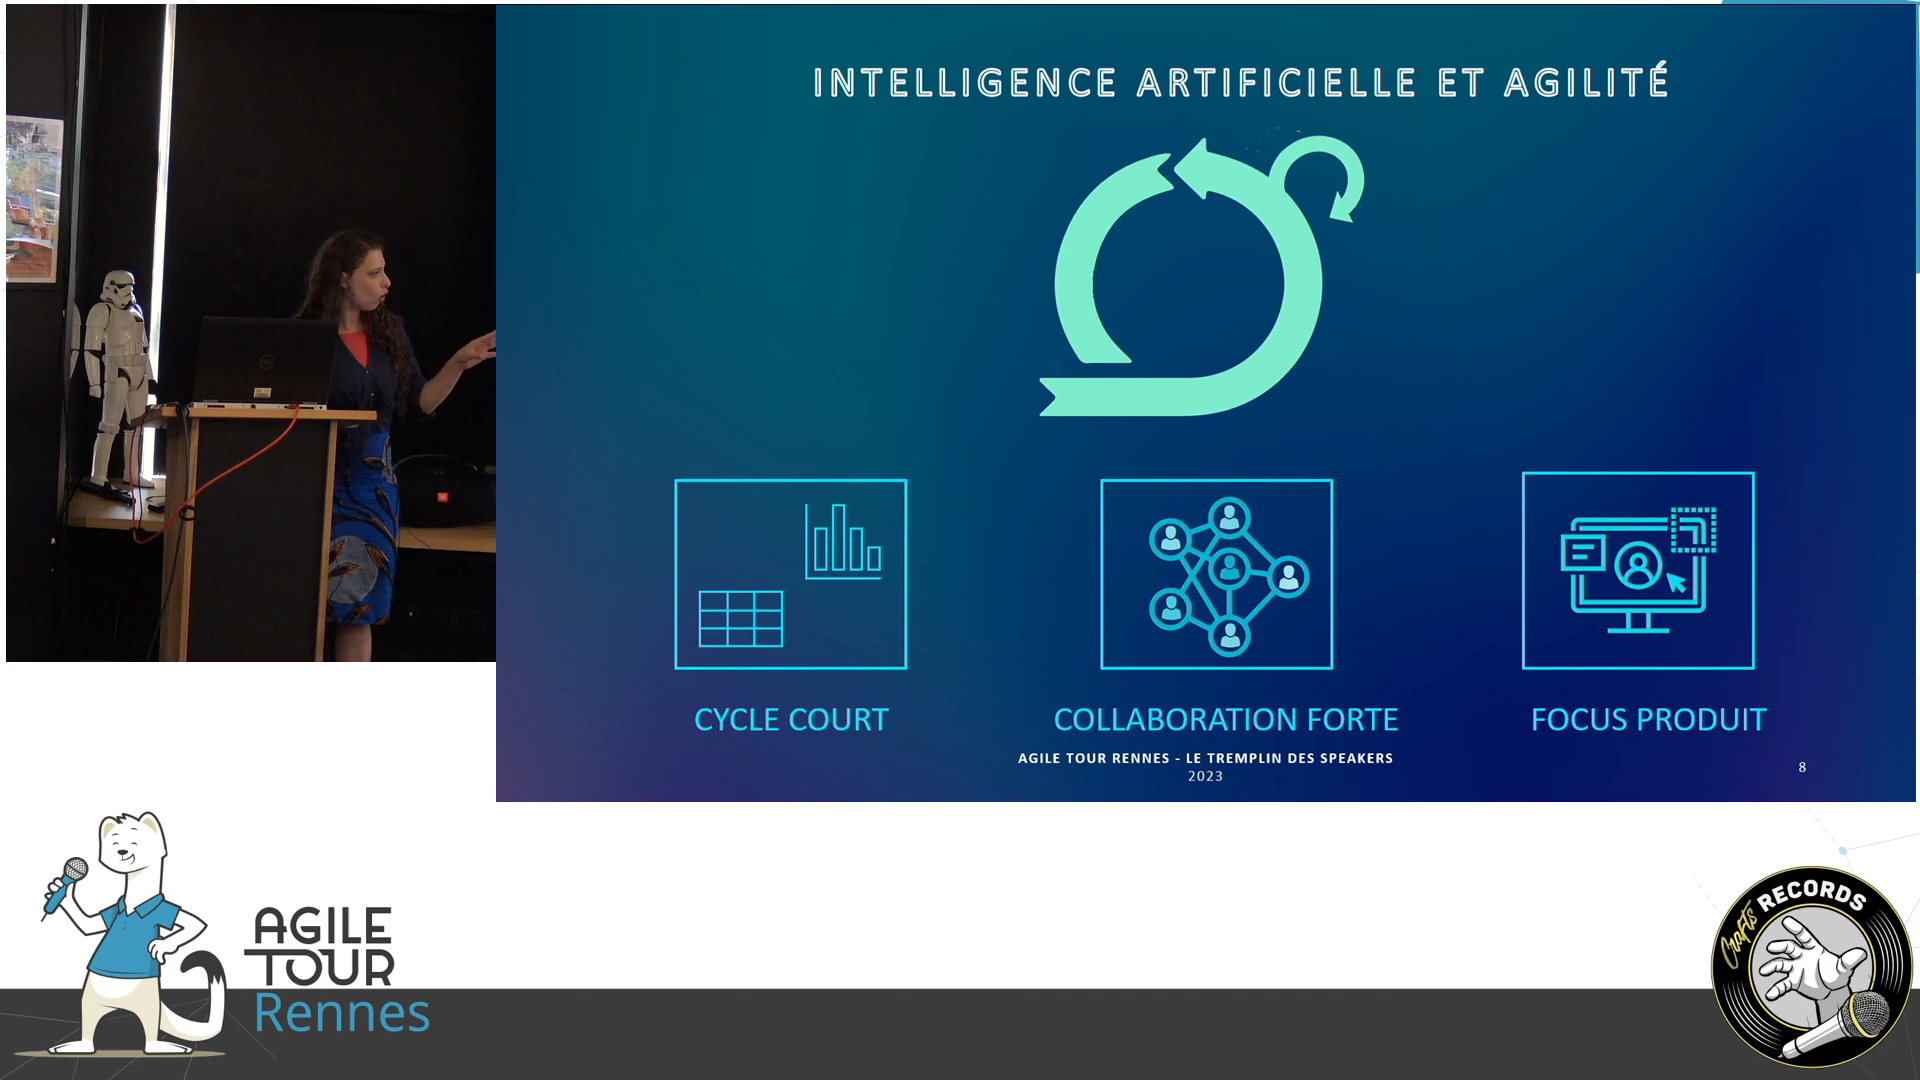 INTELLIGENCE ARTIFICIELLE ET AGILITÉ
CYCLE COURT
COLLABORATION FORTE
FOCUS PRODUIT
AGILE TOUR RENNES - LE TREMPLIN DES SPEAKERS
2023
8
AGILE
TOUR
Rennes
Crafts
RECORDS